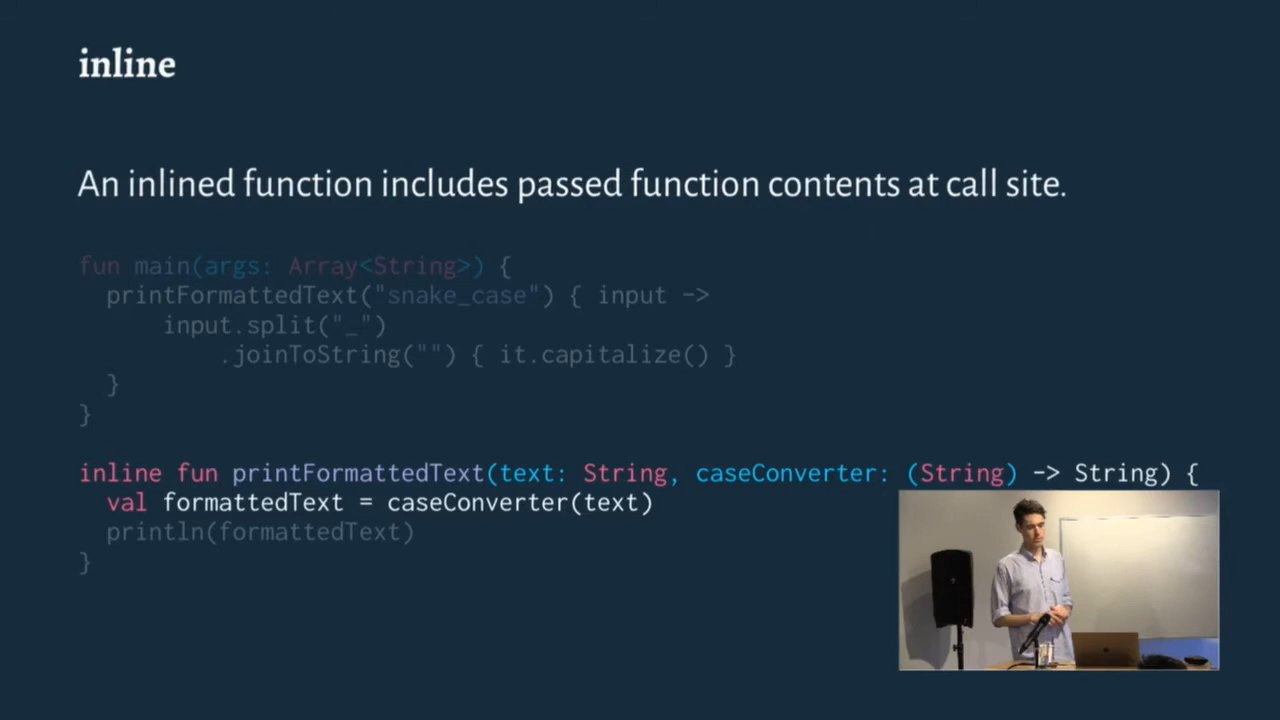 inline
An inlined function includes passed function contents at call site.
fun main(args: Array<String>) {
  printFormattedText("snake_case") { input ->
      input.split("_")
          .joinToString("") { it.capitalize() }
  }
}
inline fun printFormattedText(text: String, caseConverter: (String) -> String) {
  val formattedText = caseConverter(text)
  println(formattedText)
}